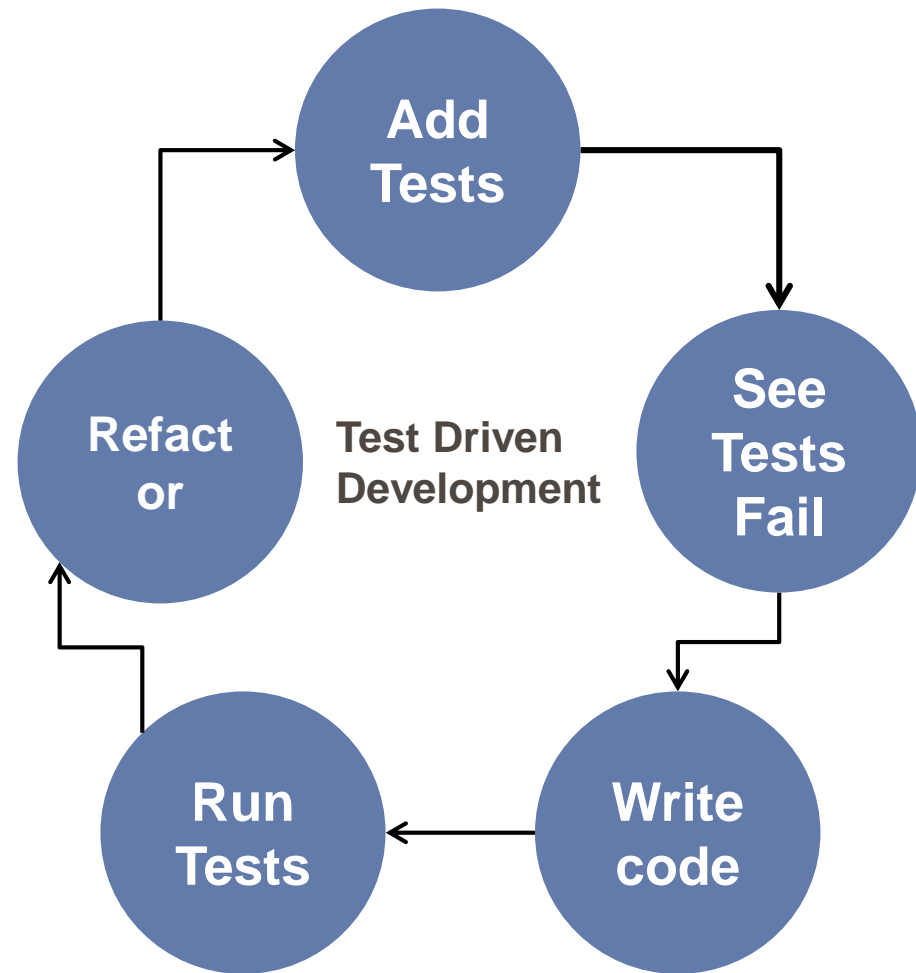 Add
Tests
See
Tests
Fail
Refact
or
Test Driven
Development
Run
Tests
Write
code